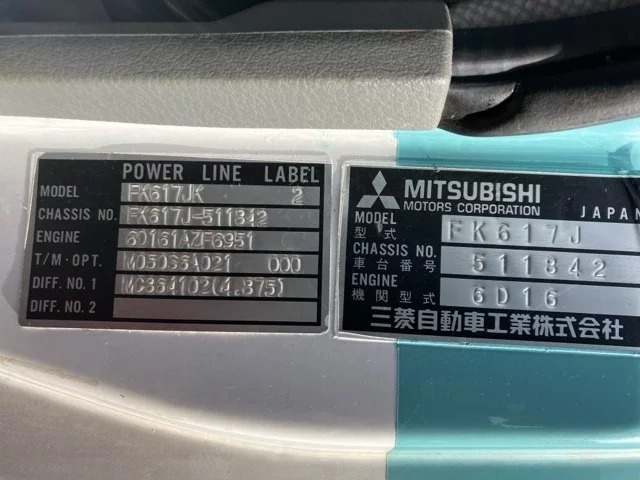 POWER LINE LABEL
MODEL FK617JK 2
CHASSIS NO. FK617J-511842
ENGINE 6D161AZF6951
T/M・OPT. M05066A021 000
DIFF. NO. 1 MC864102(4.875)
DIFF. NO. 2
MITSUBISHI
MOTORS CORPORATION JAPA
MODEL
型式 FK617J
CHASSIS NO.
車台番号 511842
ENGINE
機関型式 6D16
三菱自動車工業株式会社